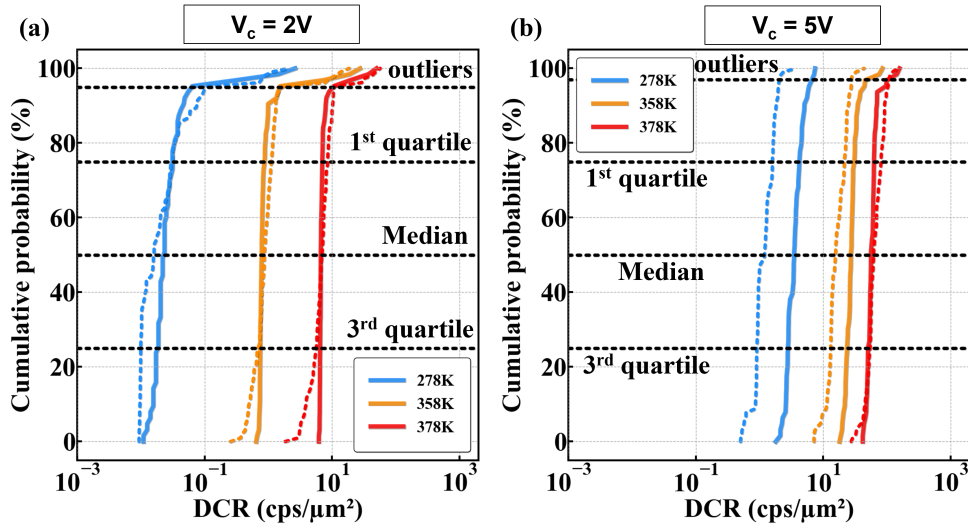 (a)
V_c = 2V
Cumulative probability (%)
100
80
60
40
20
0
outliers
1st quartile
Median
3rd quartile
278K
358K
378K
10⁻³
10⁻¹
10¹
10³
DCR (cps/µm²)
(b)
V_c = 5V
Cumulative probability (%)
100
80
60
40
20
0
278K
358K
378K
outliers
1st quartile
Median
3rd quartile
10⁻³
10⁻¹
10¹
10³
DCR (cps/µm²)